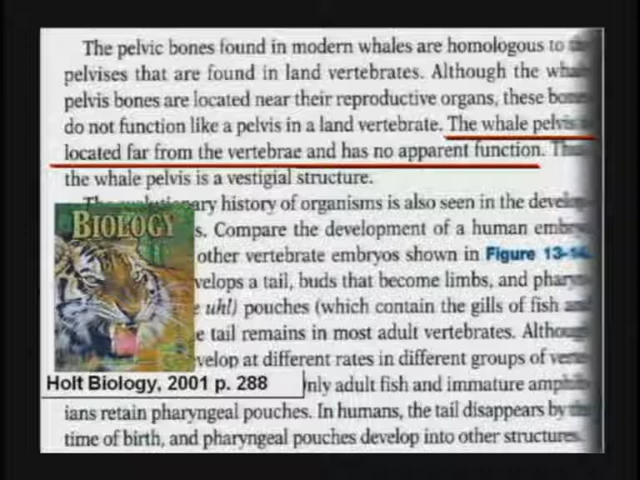 The pelvic bones found in modern whales are homologous to
pelvises that are found in land vertebrates. Although the
pelvis bones are located near their reproductive organs, these
do not function like a pelvis in a land vertebrate. The whale pelvis
located far from the vertebrae and has no apparent function.
the whale pelvis is a vestigial structure.
history of organisms is also seen in the
Compare the development of a human
other vertebrate embryos shown in Figure
a tail, buds that become limbs, and
uhl) pouches (which contain the gills of fish and
tail remains in most adult vertebrates.
at different rates in different groups of
only adult fish and immature
ians retain pharyngeal pouches. In humans, the tail disappears by
time of birth, and pharyngeal pouches develop into other structures.
BIOLOGY
Holt Biology, 2001 p. 288